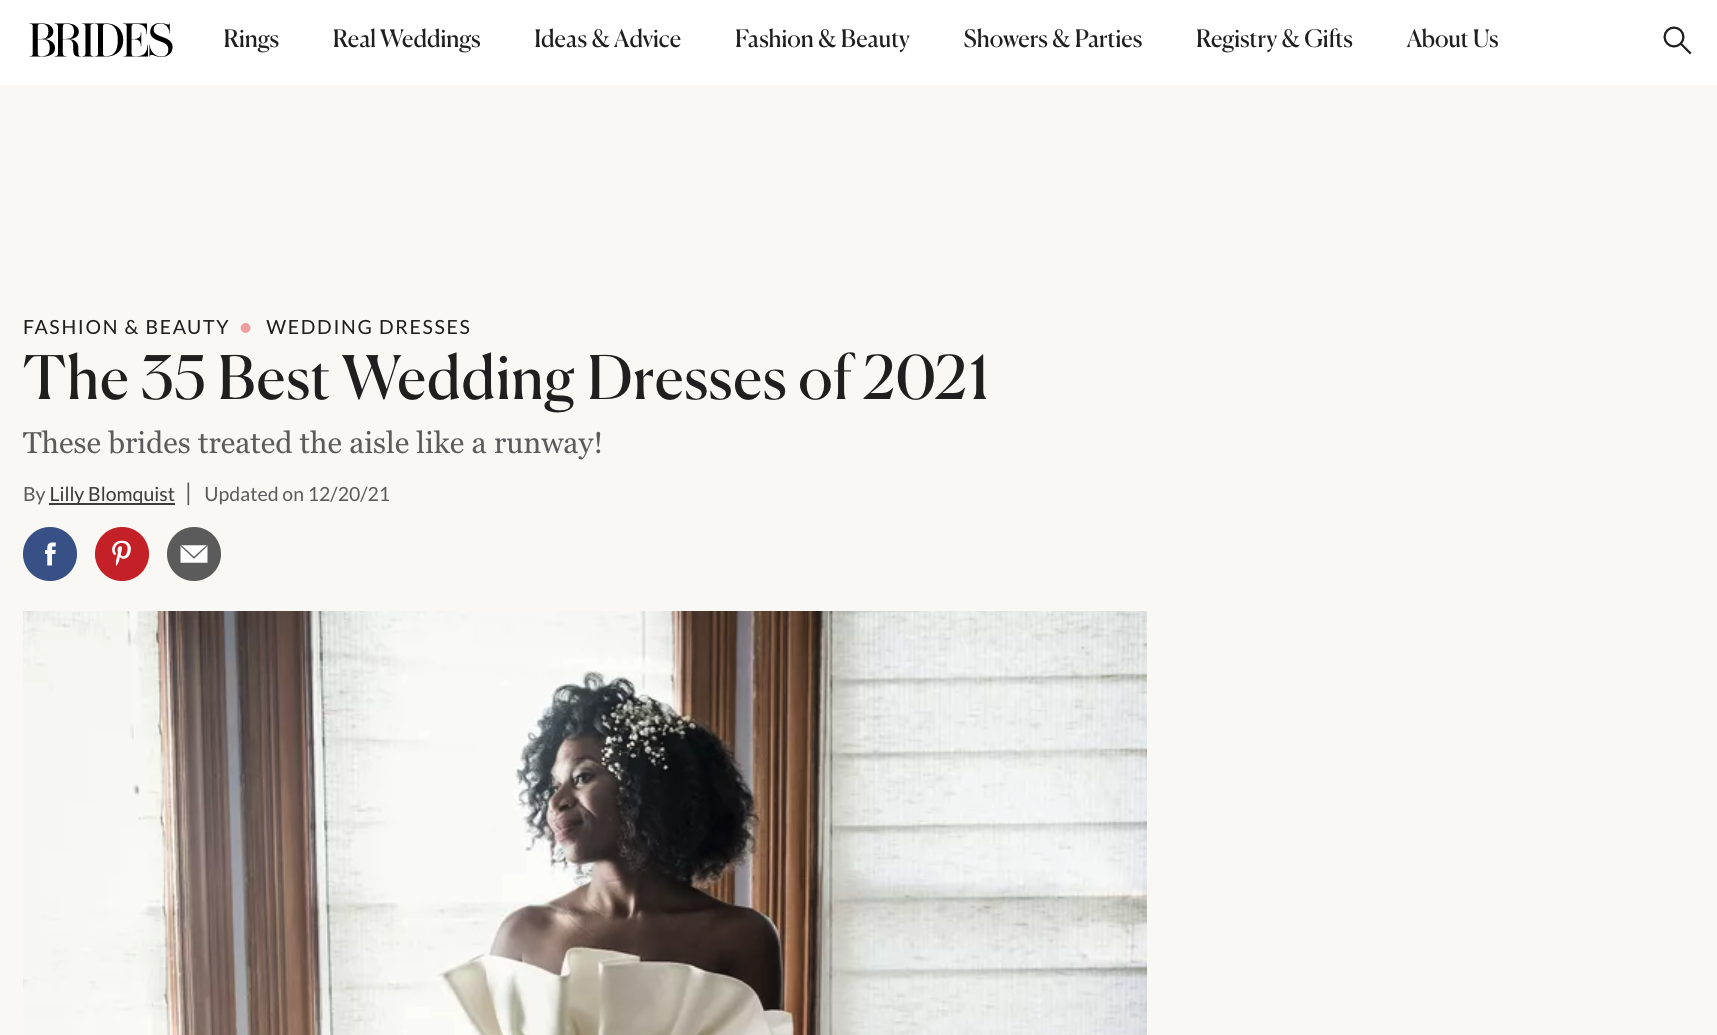 BRIDES Rings Real Weddings Ideas & Advice Fashion & Beauty Showers & Parties Registry & Gifts About Us
FASHION & BEAUTY WEDDING DRESSES
The 35 Best Wedding Dresses of 2021
These brides treated the aisle like a runway!
By Lilly Blomquist | Updated on 12/20/21